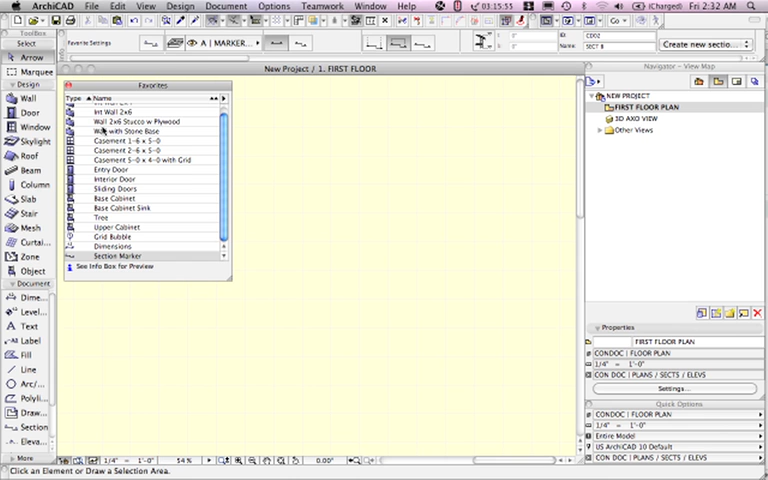 ArchiCAD File Edit View Design Document Options Teamwork Window Help 03:15:55 (Charged) Fri 2:32 AM
ToolBox
Select
Arrow
Marquee
Design
Wall
Door
Window
Skylight
Roof
Beam
Column
Slab
Stair
Mesh
Curtai...
Zone
Object
Document
Dime...
Level...
Text
Label
Fill
Line
Arc/...
Polyli...
Draw...
Section
Eleva...
More
Favorite Settings
A | MARKER...
ID:
Name:
SECT B
Create new sectio...
New Project / 1. FIRST FLOOR
Favorites
Type Name
Int Wall 2x6
Wall 2x6 Stucco w Plywood
Wall with Stone Base
Casement 1-6 x 5-0
Casement 2-6 x 5-0
Casement 5-0 x 4-0 with Grid
Entry Door
Interior Door
Sliding Doors
Base Cabinet
Base Cabinet Sink
Tree
Upper Cabinet
Grid Bubble
Dimensions
Section Marker
See Info Box for Preview
1/4" = 1'-0" 54 % 0.00°
Click an Element or Draw a Selection Area.
Navigator - View Map
NEW PROJECT
FIRST FLOOR PLAN
3D AXO VIEW
Other Views
Properties
FIRST FLOOR PLAN
CONDOC | FLOOR PLAN
1/4" = 1'-0"
CON DOC | PLANS / SECTS / ELEVS
Settings...
Quick Options
CONDOC | FLOOR PLAN
1/4" = 1'-0"
Entire Model
US ArchiCAD 10 Default
CON DOC | PLANS / SECTS / ELEVS